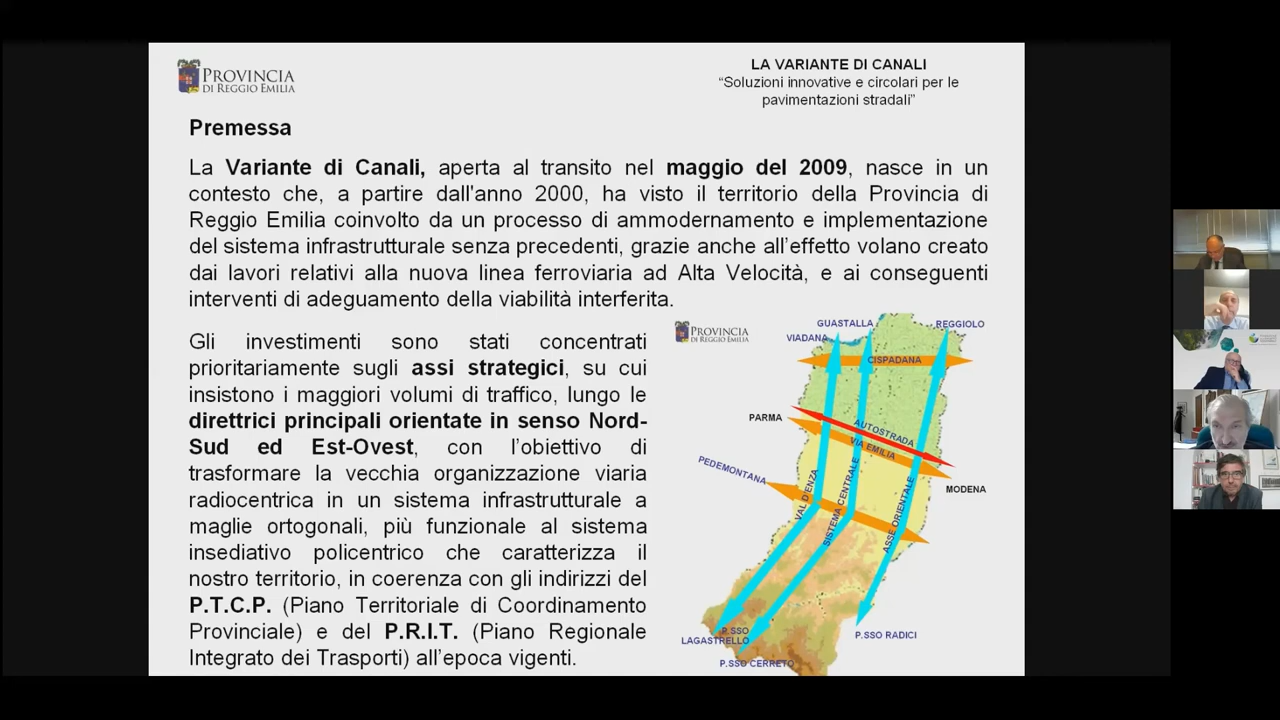 PROVINCIA
DI REGGIO EMILIA
LA VARIANTE DI CANALI
“Soluzioni innovative e circolari per le
pavimentazioni stradali”
Premessa
La Variante di Canali, aperta al transito nel maggio del 2009, nasce in un
contesto che, a partire dall'anno 2000, ha visto il territorio della Provincia di
Reggio Emilia coinvolto da un processo di ammodernamento e implementazione
del sistema infrastrutturale senza precedenti, grazie anche all’effetto volano creato
dai lavori relativi alla nuova linea ferroviaria ad Alta Velocità, e ai conseguenti
interventi di adeguamento della viabilità interferita.
Gli investimenti sono stati concentrati
prioritariamente sugli assi strategici, su cui
insistono i maggiori volumi di traffico, lungo le
direttrici principali orientate in senso Nord-
Sud ed Est-Ovest, con l’obiettivo di
trasformare la vecchia organizzazione viaria
radiocentrica in un sistema infrastrutturale a
maglie ortogonali, più funzionale al sistema
insediativo policentrico che caratterizza il
nostro territorio, in coerenza con gli indirizzi del
P.T.C.P. (Piano Territoriale di Coordinamento
Provinciale) e del P.R.I.T. (Piano Regionale
Integrato dei Trasporti) all’epoca vigenti.
PROVINCIA
DI REGGIO EMILIA
GUASTALLA
REGGIOLO
VIADANA
CISPADANA
PARMA
AUTOSTRADA
VIA EMILIA
PEDEMONTANA
MODENA
VAL D'ENZA
SISTEMA CENTRALE
ASSE ORIENTALE
P.SSO
LAGASTRELLO
P.SSO RADICI
P.SSO CERRETO